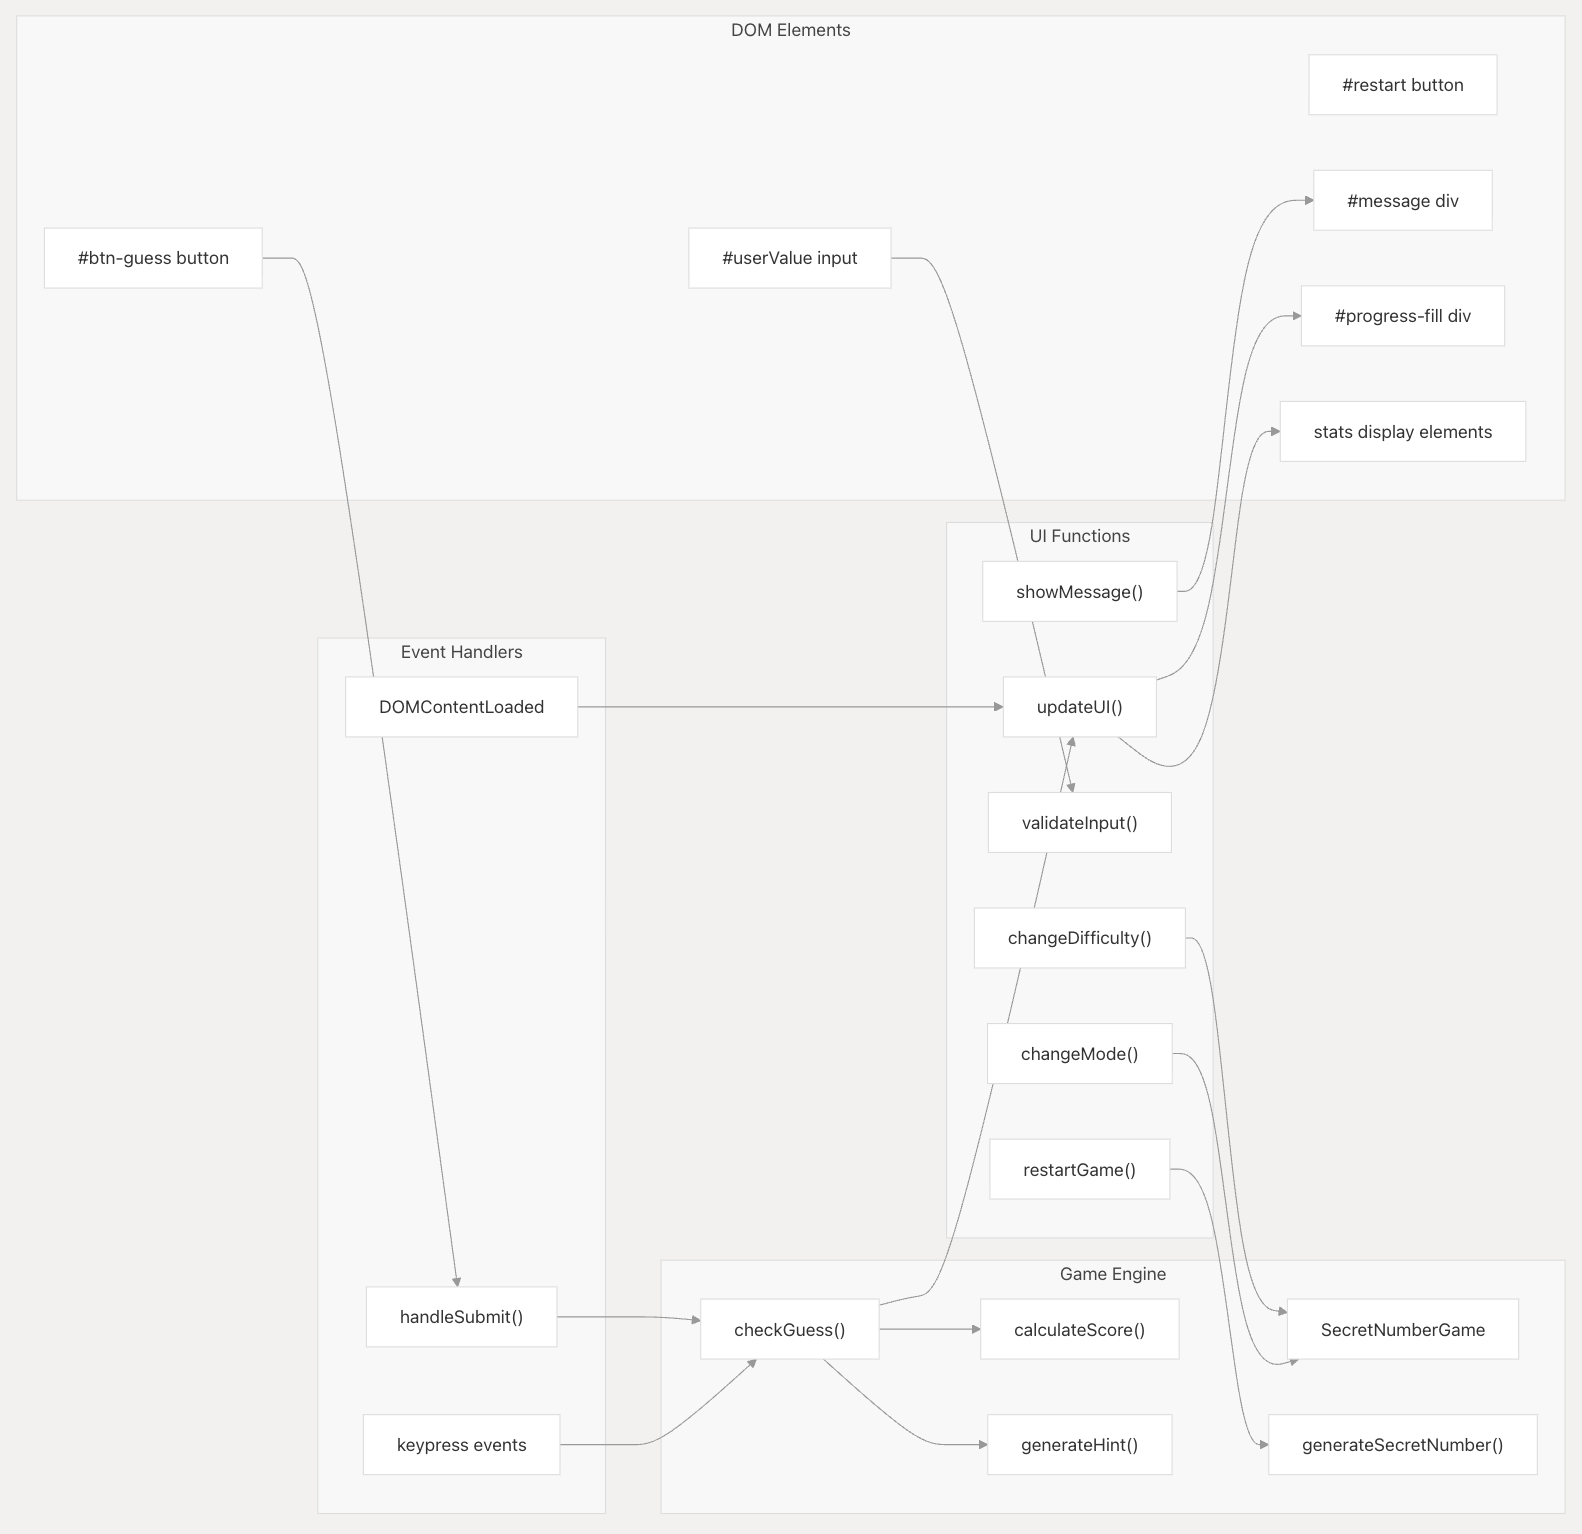 DOM Elements
#restart button
#message div
#btn-guess button
#userValue input
#progress-fill div
stats display elements
UI Functions
showMessage()
Event Handlers
DOMContentLoaded
updateUI()
validateInput()
changeDifficulty()
changeMode()
restartGame()
Game Engine
handleSubmit()
checkGuess()
calculateScore()
SecretNumberGame
keypress events
generateHint()
generateSecretNumber()